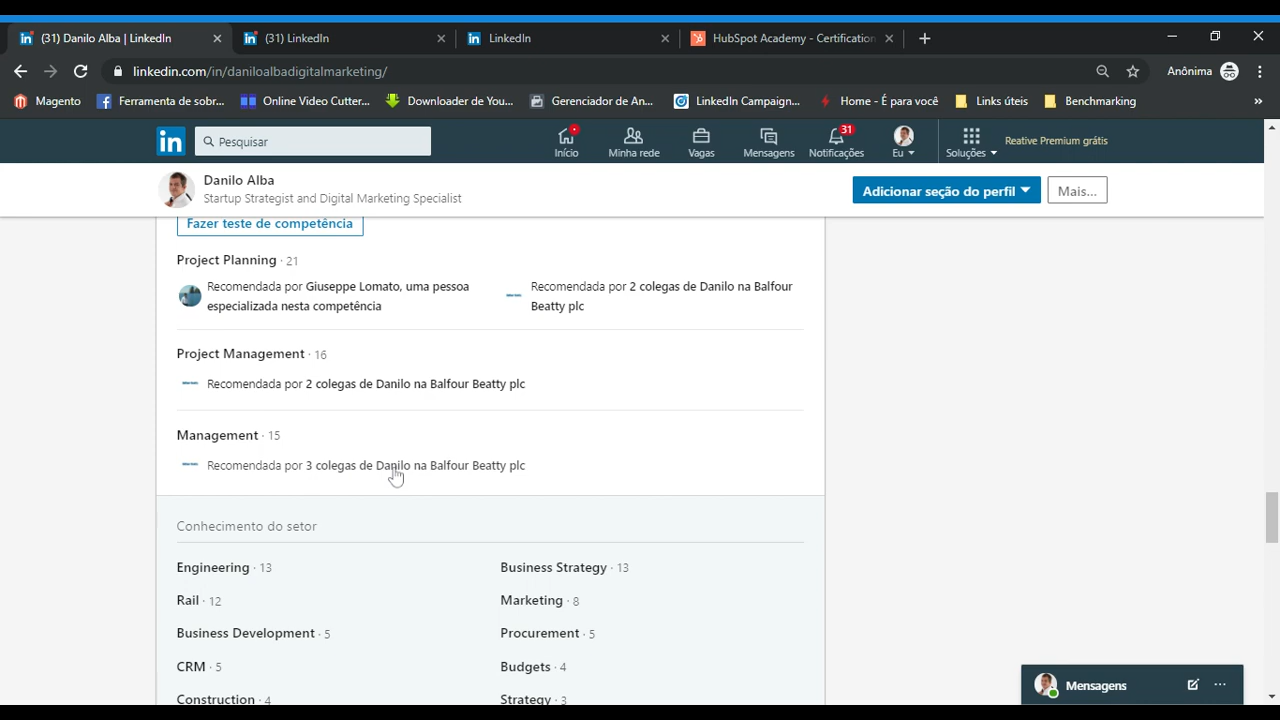 (31) Danilo Alba | LinkedIn
(31) LinkedIn
LinkedIn
HubSpot Academy - Certification
linkedin.com/in/daniloalbadigitalmarketing/
Anônima
Magento
Ferramenta de sobr...
Online Video Cutter...
Downloader de You...
Gerenciador de An...
LinkedIn Campaign...
Home - É para você
Links úteis
Benchmarking
»
in
Pesquisar
Início
Minha rede
Vagas
Mensagens
31
Notificações
Eu
Soluções
Reative Premium grátis
Danilo Alba
Startup Strategist and Digital Marketing Specialist
Adicionar seção do perfil
Mais...
Fazer teste de competência
Project Planning · 21
Recomendada por Giuseppe Lomato, uma pessoa
especializada nesta competência
Recomendada por 2 colegas de Danilo na Balfour
Beatty plc
Project Management · 16
Recomendada por 2 colegas de Danilo na Balfour Beatty plc
Management · 15
Recomendada por 3 colegas de Danilo na Balfour Beatty plc
Conhecimento do setor
Engineering · 13
Business Strategy · 13
Rail · 12
Marketing · 8
Business Development · 5
Procurement · 5
CRM · 5
Budgets · 4
Construction · 4
Strategy · 3
Mensagens